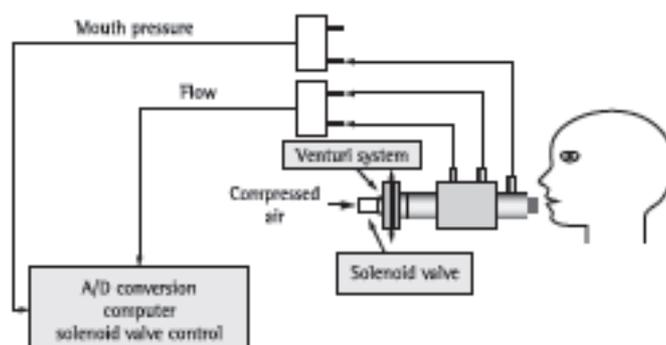 Mouth pressure
Flow
Venturi system
Compressed
air
Solenoid valve
A/D conversion
computer
solenoid valve control